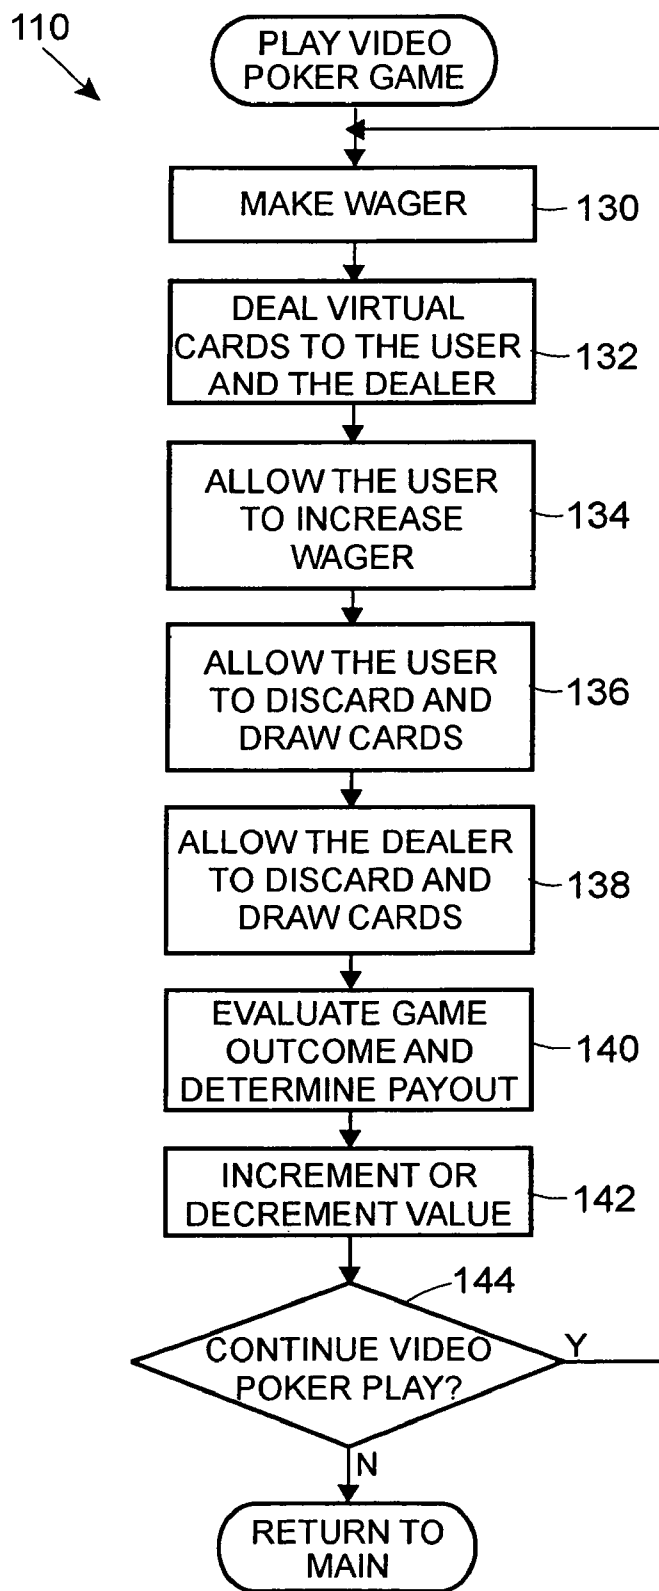 110
PLAY VIDEO
POKER GAME
MAKE WAGER
130
DEAL VIRTUAL
CARDS TO THE USER
AND THE DEALER
132
ALLOW THE USER
TO INCREASE
WAGER
134
ALLOW THE USER
TO DISCARD AND
DRAW CARDS
136
ALLOW THE DEALER
TO DISCARD AND
DRAW CARDS
138
EVALUATE GAME
OUTCOME AND
DETERMINE PAYOUT
140
INCREMENT OR
DECREMENT VALUE
142
144
CONTINUE VIDEO
POKER PLAY?
Y
N
RETURN TO
MAIN